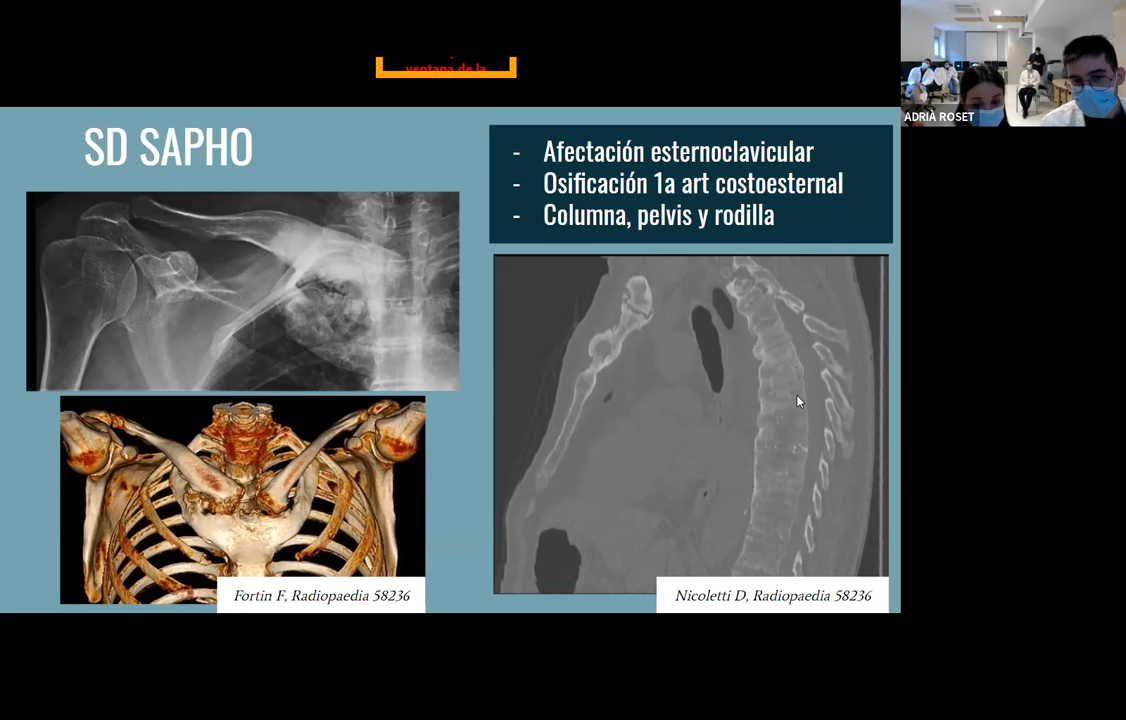 ventana de la
ADRIÀ ROSET
SD SAPHO
- Afectación esternoclavicular
- Osificación 1a art costoesternal
- Columna, pelvis y rodilla
Fortin F, Radiopaedia 58236
Nicoletti D, Radiopaedia 58236